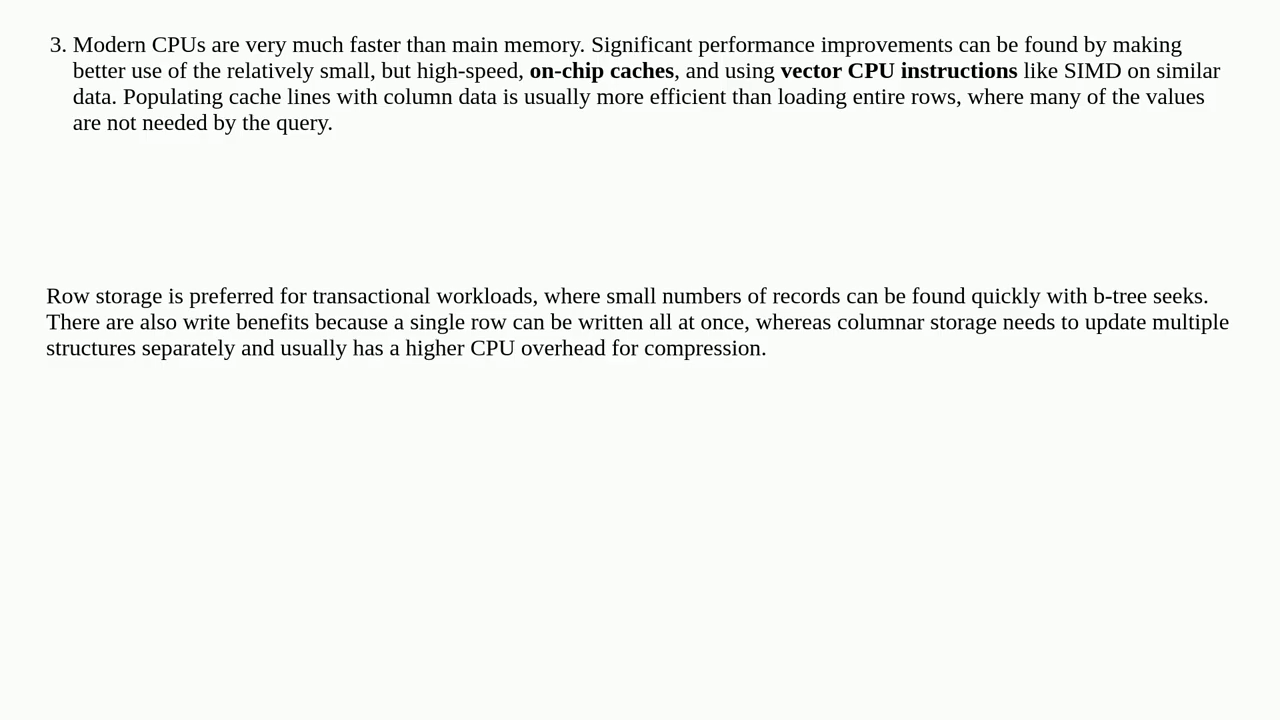 3. Modern CPUs are very much faster than main memory. Significant performance improvements can be found by making
better use of the relatively small, but high-speed, on-chip caches, and using vector CPU instructions like SIMD on similar
data. Populating cache lines with column data is usually more efficient than loading entire rows, where many of the values
are not needed by the query.
Row storage is preferred for transactional workloads, where small numbers of records can be found quickly with b-tree seeks.
There are also write benefits because a single row can be written all at once, whereas columnar storage needs to update multiple
structures separately and usually has a higher CPU overhead for compression.